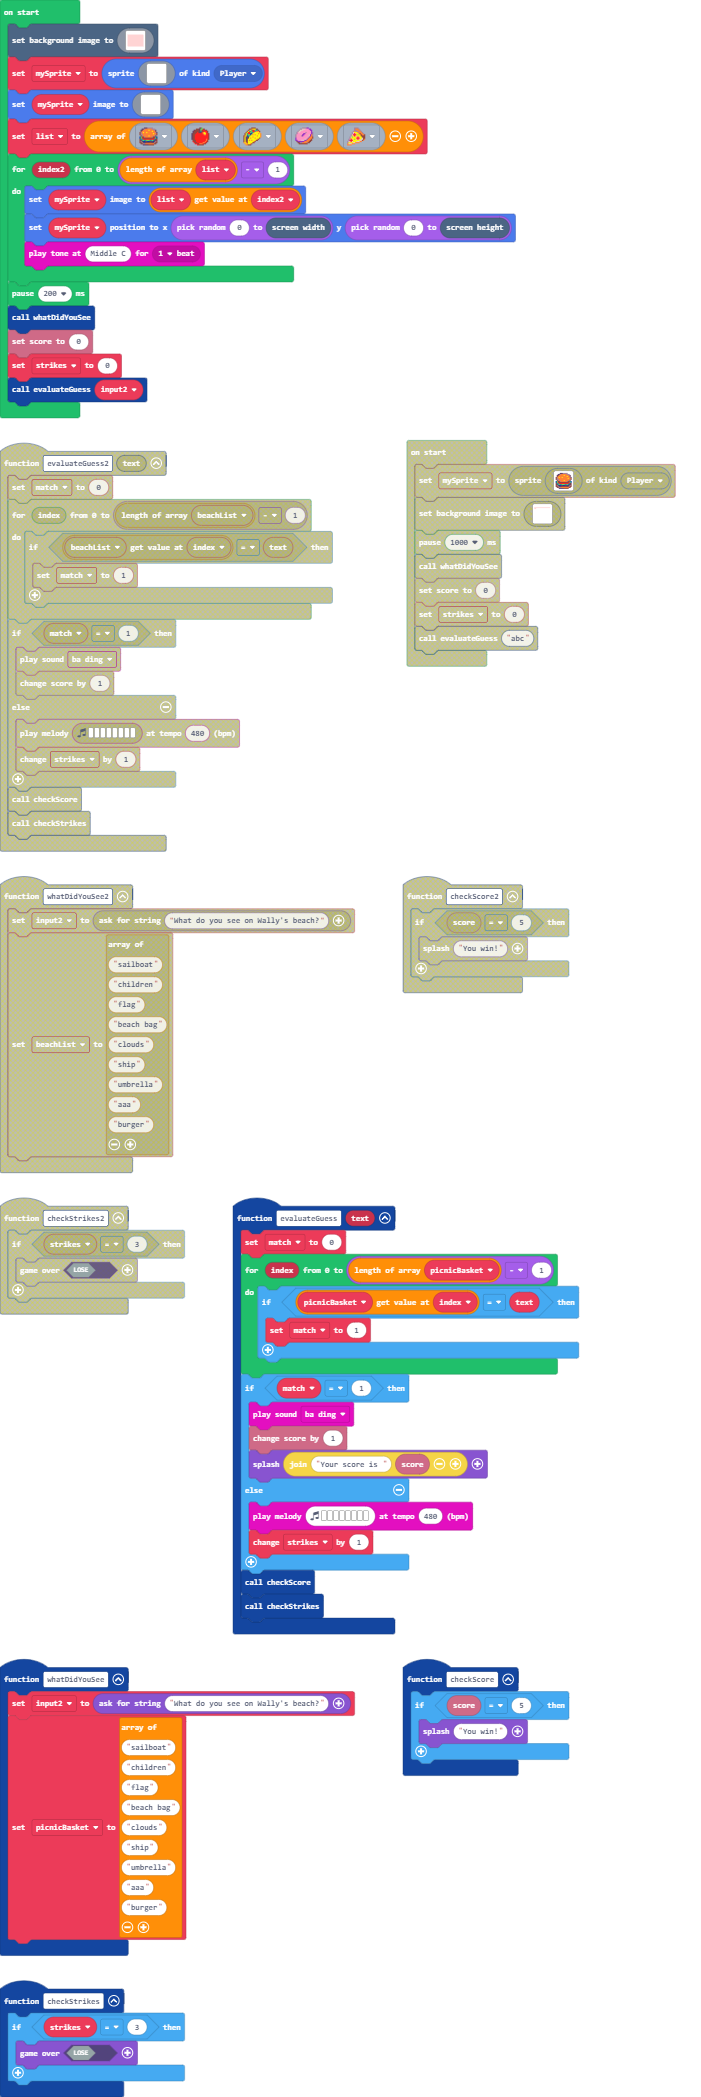 on start
set background image to
set mySprite to sprite of kind Player
set mySprite image to
set list to array of
for index2 from 0 to length of array list - 1
do
set mySprite image to list get value at index2
set mySprite position to x pick random 0 to screen width y pick random 0 to screen height
play tone at Middle C for 1 beat
pause 200 ms
call whatDidYouSee
set score to 0
set strikes to 0
call evaluateGuess input2
function evaluateGuess2 text
set match to 0
for index from 0 to length of array beachList - 1
do
if beachList get value at index = text then
set match to 1
if match = 1 then
play sound ba ding
change score by 1
else
play melody at tempo 480 (bpm)
change strikes by 1
call checkScore
call checkStrikes
on start
set mySprite to sprite of kind Player
set background image to
pause 1000 ms
call whatDidYouSee
set score to 0
set strikes to 0
call evaluateGuess "abc"
function whatDidYouSee2
set input2 to ask for string "What do you see on Wally's beach?"
set beachList to
array of
"sailboat"
"children"
"flag"
"beach bag"
"clouds"
"ship"
"umbrella"
"aaa"
"burger"
function checkScore2
if score = 5 then
splash "You win!"
function checkStrikes2
if strikes = 3 then
game over LOSE
function evaluateGuess text
set match to 0
for index from 0 to length of array picnicBasket - 1
do
if picnicBasket get value at index = text then
set match to 1
if match = 1 then
play sound ba ding
change score by 1
splash join "Your score is " score
else
play melody at tempo 480 (bpm)
change strikes by 1
call checkScore
call checkStrikes
function whatDidYouSee
set input2 to ask for string "What do you see on Wally's beach?"
set picnicBasket to
array of
"sailboat"
"children"
"flag"
"beach bag"
"clouds"
"ship"
"umbrella"
"aaa"
"burger"
function checkScore
if score = 5 then
splash "You win!"
function checkStrikes
if strikes = 3 then
game over LOSE